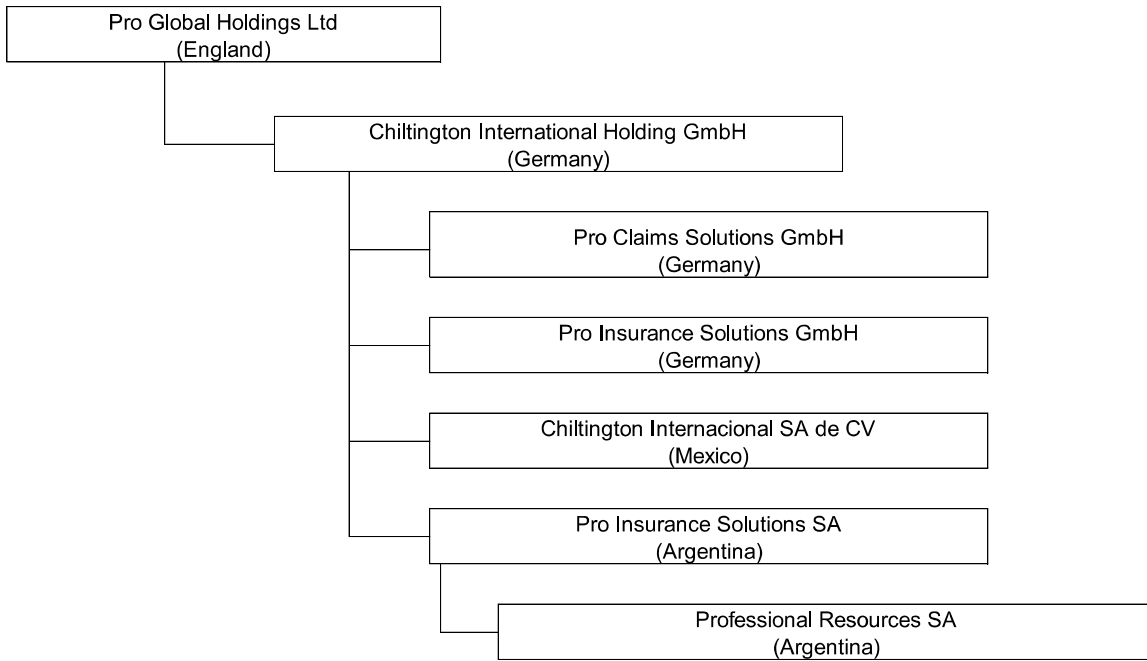 Pro Global Holdings Ltd
(England)
Chiltington International Holding GmbH
(Germany)
Pro Claims Solutions GmbH
(Germany)
Pro Insurance Solutions GmbH
(Germany)
Chiltington Internacional SA de CV
(Mexico)
Pro Insurance Solutions SA
(Argentina)
Professional Resources SA
(Argentina)